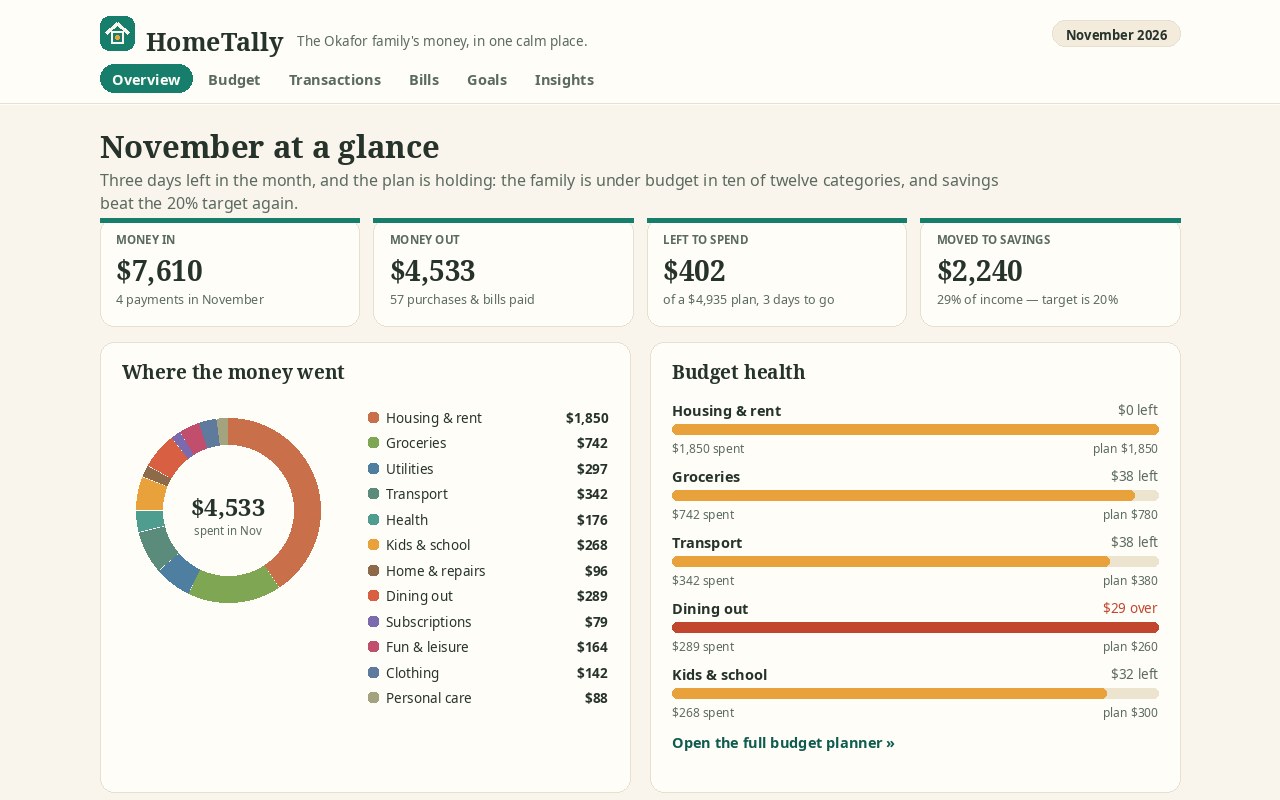 HomeTally
The Okafor family's money, in one calm place.
November 2026
Overview
Budget
Transactions
Bills
Goals
Insights
November at a glance
Three days left in the month, and the plan is holding: the family is under budget in ten of twelve categories, and savings
beat the 20% target again.
MONEY IN
$7,610
4 payments in November
MONEY OUT
$4,533
57 purchases & bills paid
LEFT TO SPEND
$402
of a $4,935 plan, 3 days to go
MOVED TO SAVINGS
$2,240
29% of income — target is 20%
Where the money went
$4,533
spent in Nov
Housing & rent $1,850
Groceries $742
Utilities $297
Transport $342
Health $176
Kids & school $268
Home & repairs $96
Dining out $289
Subscriptions $79
Fun & leisure $164
Clothing $142
Personal care $88
Budget health
Housing & rent $0 left
$1,850 spent plan $1,850
Groceries $38 left
$742 spent plan $780
Transport $38 left
$342 spent plan $380
Dining out $29 over
$289 spent plan $260
Kids & school $32 left
$268 spent plan $300
Open the full budget planner »